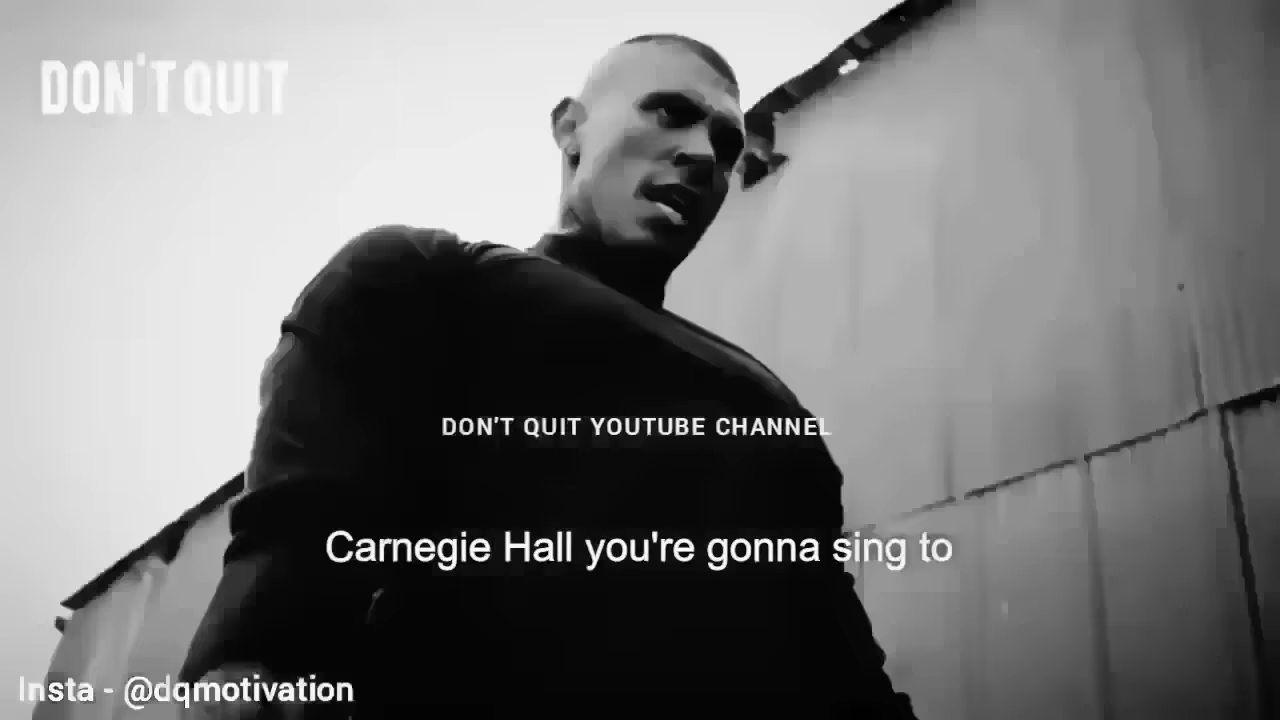 DON'T QUIT
DON'T QUIT YOUTUBE CHANNEL
Carnegie Hall you're gonna sing to
Insta - @dqmotivation